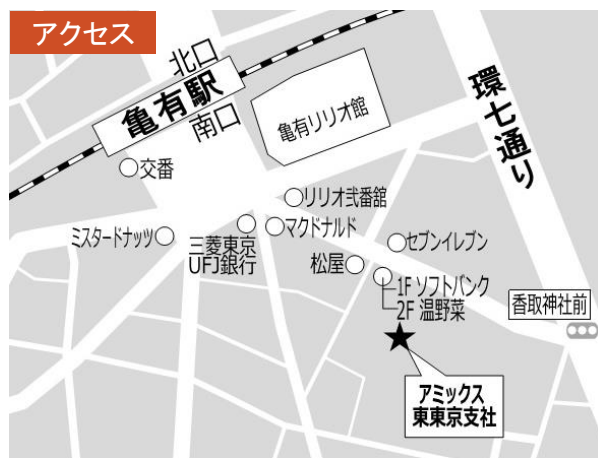 アクセス
北口
亀有駅
南口
亀有リリオ館
環七通り
交番
リリオ弐番舘
ミスタードナッツ
三菱東京
UFJ銀行
マクドナルド
セブンイレブン
松屋
1F ソフトバンク
2F 温野菜
香取神社前
アミックス
東東京支社